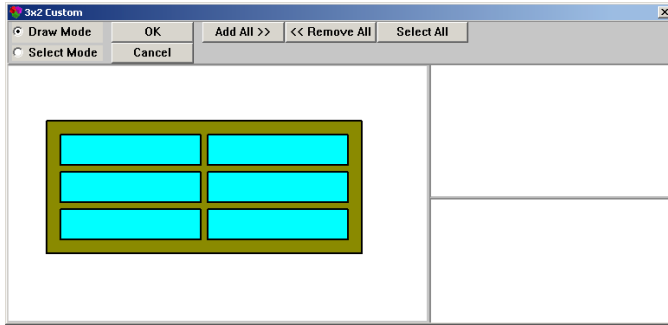 3x2 Custom
Draw Mode OK Add All >> << Remove All Select All
Select Mode Cancel